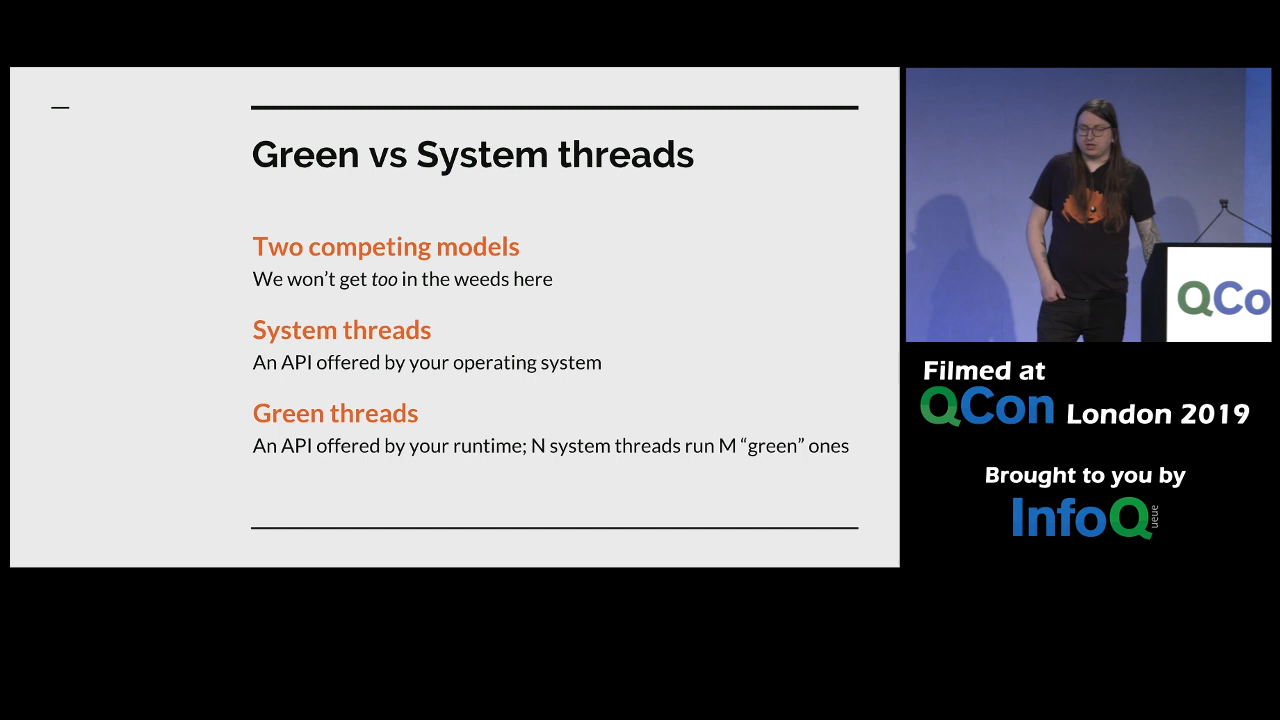 Green vs System threads
Two competing models
We won't get too in the weeds here
System threads
An API offered by your operating system
Green threads
An API offered by your runtime; N system threads run M “green” ones
QCo
Filmed at
QCon London 2019
Brought to you by
InfoQueue